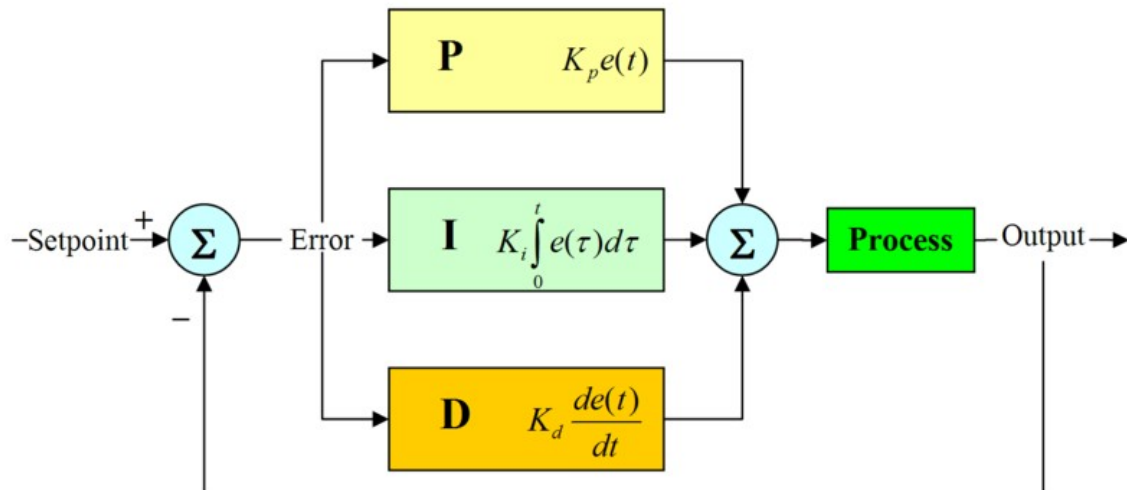 P K_p e(t)
Setpoint + Σ Error I K_i ∫_0^t e(τ)dτ Σ Process Output
−
D K_d de(t)/dt